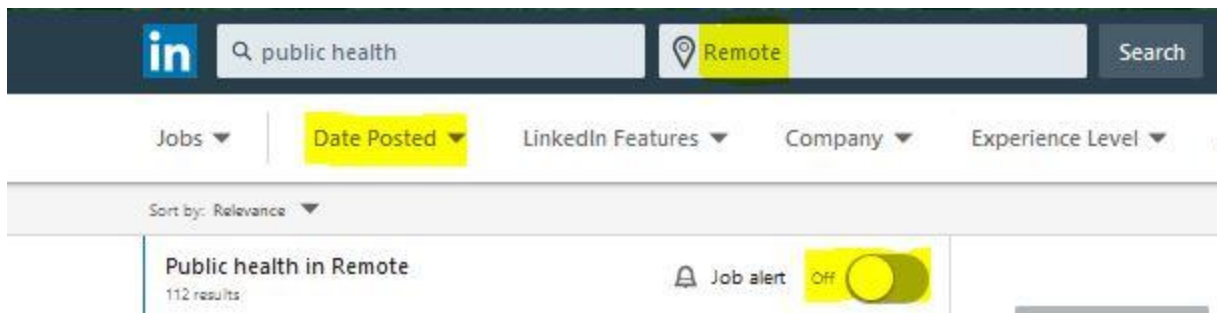 in public health Remote Search
Jobs Date Posted LinkedIn Features Company Experience Level
Sort by: Relevance
Public health in Remote
Job alert Off
112 results